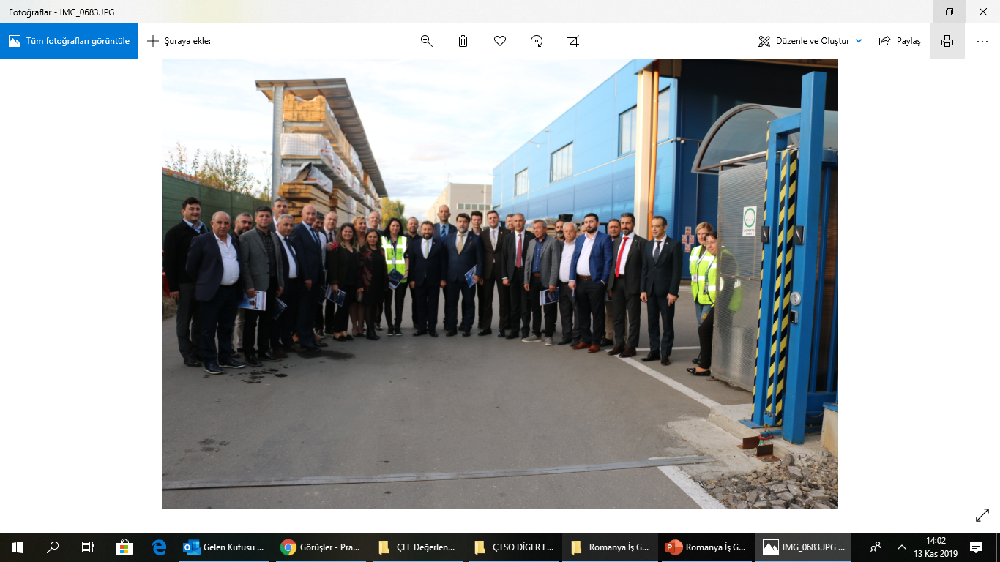 Fotoğraflar - IMG_0683.JPG
Tüm fotoğrafları görüntüle
Şuraya ekle:
Düzenle ve Oluştur
Paylaş
Gelen Kutusu ...
Görüşler - Pra...
ÇEF Değerlen...
ÇTSO DİGER E...
Romanya İş G...
Romanya İş G...
IMG_0683.JPG ...
14:02
13 Kas 2019